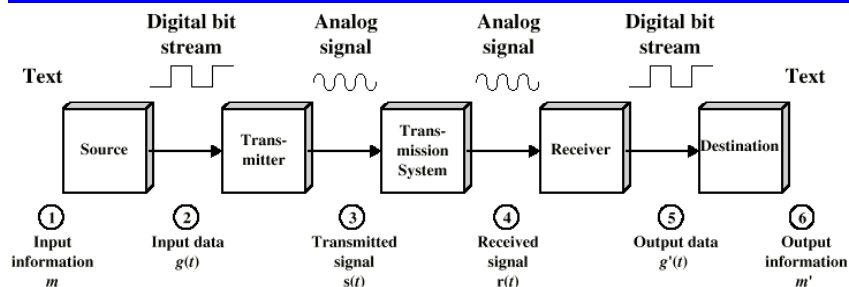 Digital bit
stream
Analog
signal
Analog
signal
Digital bit
stream
Text
Text
Source
Trans-
mitter
Trans-
mission
System
Receiver
Destination
1
Input
information
m
2
Input data
g(t)
3
Transmitted
signal
s(t)
4
Received
signal
r(t)
5
Output data
g'(t)
6
Output
information
m'